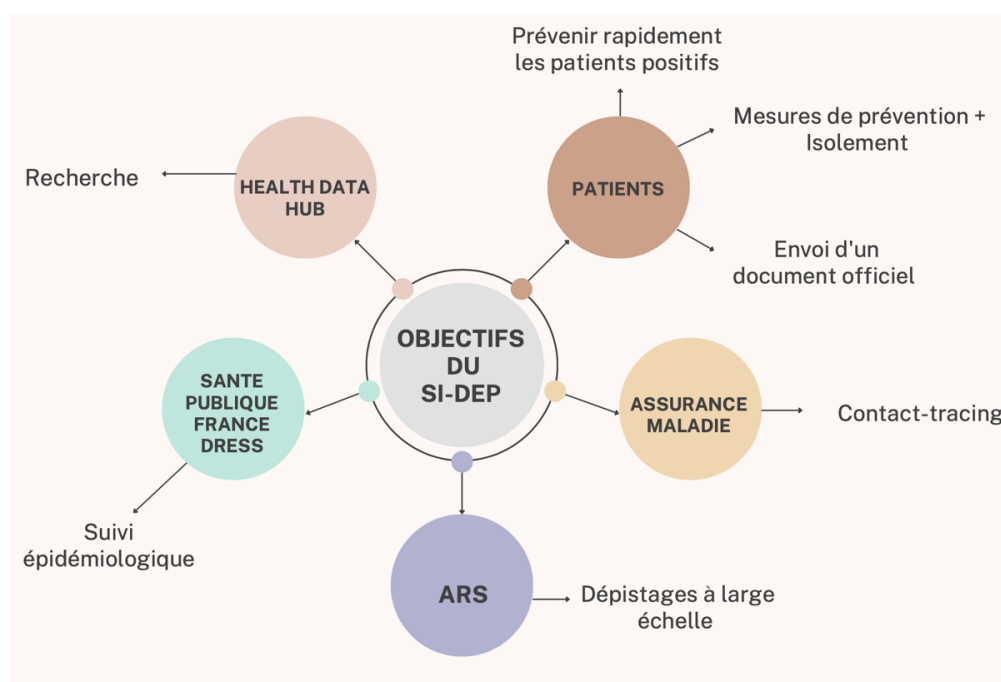 Prévenir rapidement
les patients positifs
Mesures de prévention +
Isolement
HEALTH DATA
HUB
Recherche
PATIENTS
Envoi d'un
document officiel
OBJECTIFS
DU
SI-DEP
SANTE
PUBLIQUE
FRANCE
DRESS
ASSURANCE
MALADIE
Contact-tracing
Suivi
épidémiologique
ARS
Dépistages à large
échelle